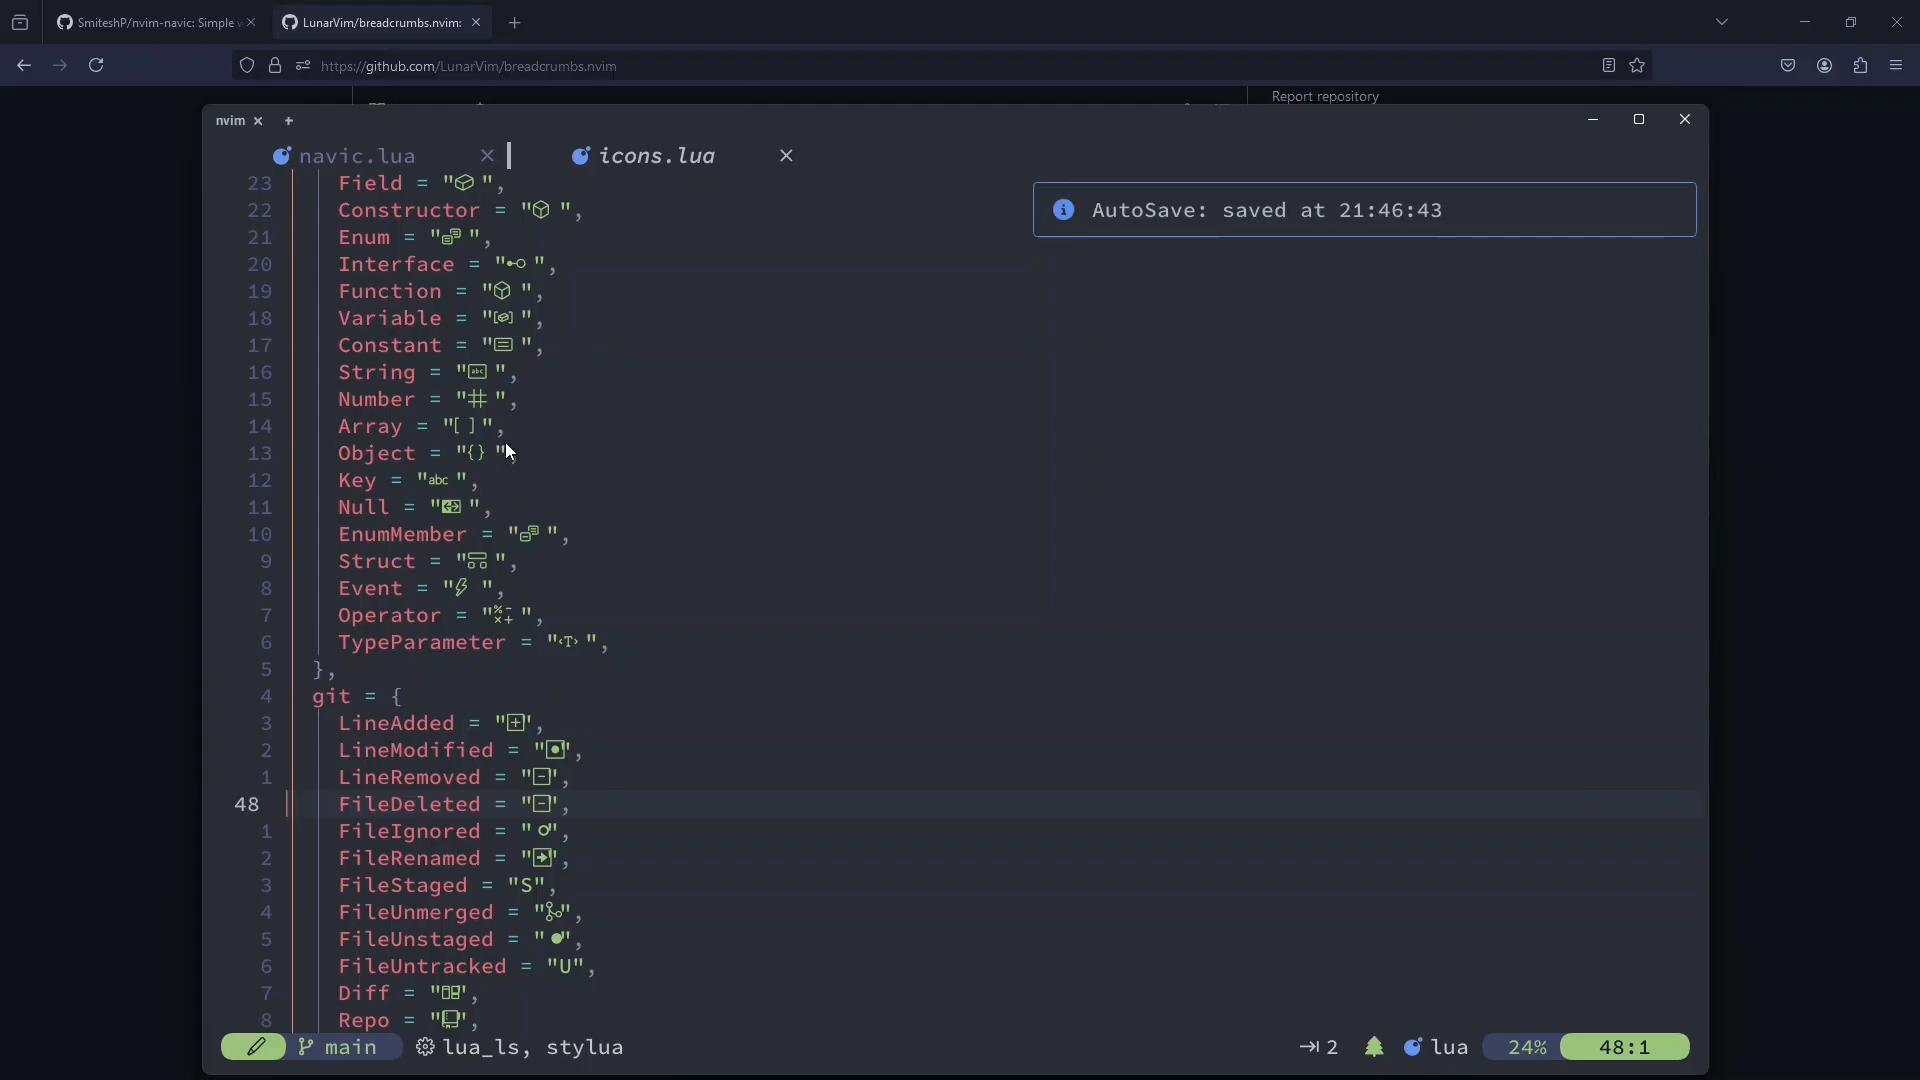 SmiteshP/nvim-navic: Simple
LunarVim/breadcrumbs.nvim:
https://github.com/LunarVim/breadcrumbs.nvim
Report repository
nvim
navic.lua
icons.lua
23 Field = " ",
22 Constructor = " ",
21 Enum = " ",
20 Interface = " ",
19 Function = " ",
18 Variable = " ",
17 Constant = " ",
16 String = "abc ",
15 Number = "# ",
14 Array = "[ ]",
13 Object = "{} ",
12 Key = "abc ",
11 Null = " ",
10 EnumMember = " ",
9 Struct = " ",
8 Event = " ",
7 Operator = " ",
6 TypeParameter = "<T> ",
5 },
4 git = {
3 LineAdded = " ",
2 LineModified = " ",
1 LineRemoved = " ",
48 FileDeleted = " ",
1 FileIgnored = " ",
2 FileRenamed = " ",
3 FileStaged = "S",
4 FileUnmerged = " ",
5 FileUnstaged = " ",
6 FileUntracked = "U",
7 Diff = " ",
8 Repo = " ",
AutoSave: saved at 21:46:43
main lua_ls, stylua 2 lua 24% 48:1